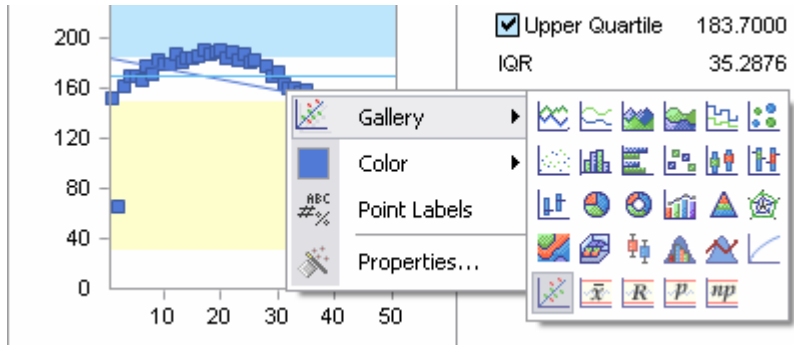 200
160
120
80
40
0
10 20 30 40 50
Upper Quartile 183.7000
IQR 35.2876
Gallery
Color
ABC
#%
Point Labels
Properties...
x̄ R P np